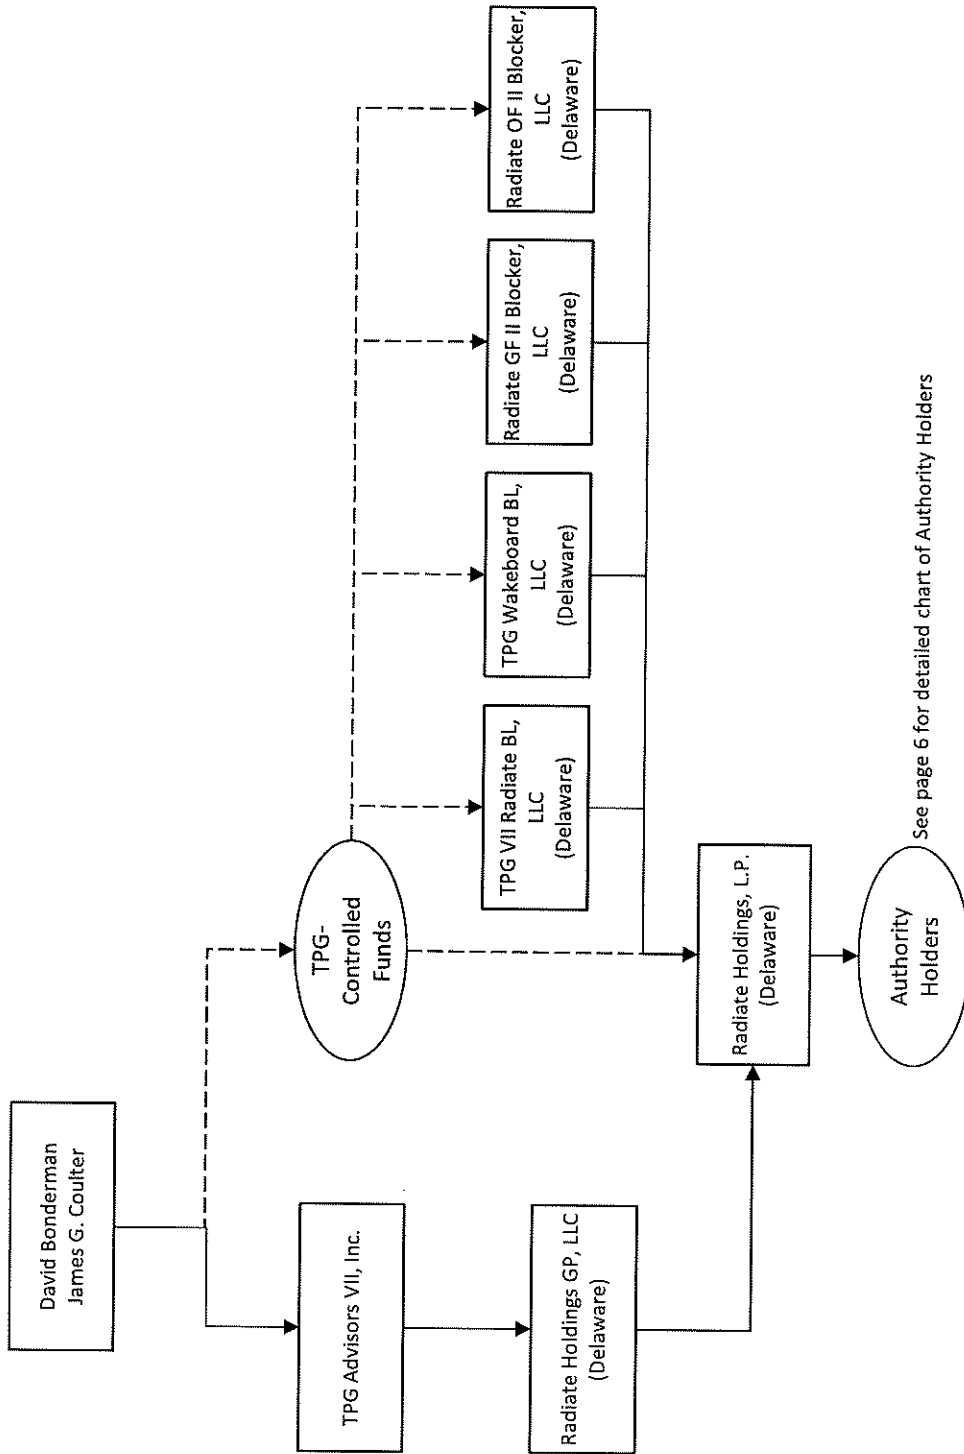 David Bonderman
James G. Coulter
TPG Advisors VII, Inc.
TPG-
Controlled
Funds
Radiate Holdings GP, LLC
(Delaware)
TPG VII Radiate BL,
LLC
(Delaware)
TPG Wakeboard BL,
LLC
(Delaware)
Radiate GF II Blocker,
LLC
(Delaware)
Radiate OF II Blocker,
LLC
(Delaware)
Radiate Holdings, L.P.
(Delaware)
Authority
Holders
See page 6 for detailed chart of Authority Holders